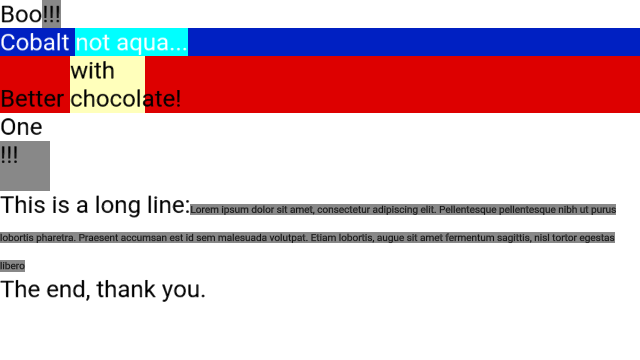 Boo!!!
Cobalt not aqua...
with
Better chocolate!
One
!!!
This is a long line:Lorem ipsum dolor sit amet, consectetur adipiscing elit. Pellentesque pellentesque nibh ut purus
lobortis pharetra. Praesent accumsan est id sem malesuada volutpat. Etiam lobortis, augue sit amet fermentum sagittis, nisl tortor egestas
libero
The end, thank you.